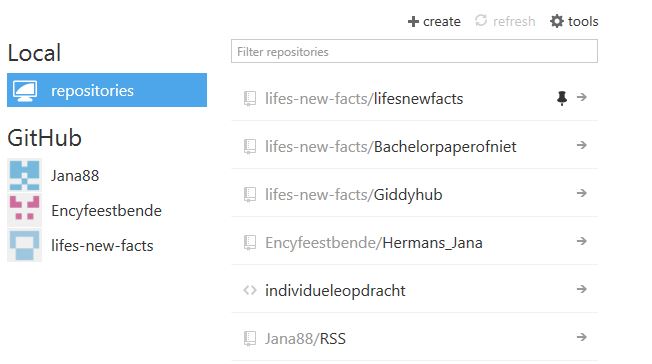 create refresh tools
Local
repositories
GitHub
Jana88
Encyfeestbende
lifes-new-facts
Filter repositories
lifes-new-facts/lifesnewfacts
lifes-new-facts/Bachelorpaperofniet
lifes-new-facts/Giddyhub
Encyfeestbende/Hermans_Jana
individueleopdracht
Jana88/RSS